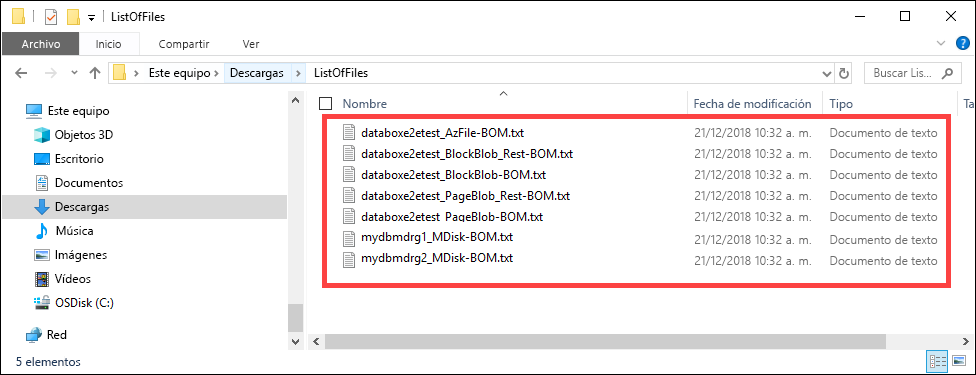 ListOfFiles
Archivo Inicio Compartir Ver
Este equipo Descargas ListOfFiles Buscar Lis...
Nombre Fecha de modificación Tipo Ta
Este equipo
Objetos 3D
Escritorio
Documentos
Descargas
Música
Imágenes
Vídeos
OSDisk (C:)
Red
databoxe2etest_AzFile-BOM.txt 21/12/2018 10:32 a. m. Documento de texto
databoxe2etest_BlockBlob_Rest-BOM.txt 21/12/2018 10:32 a. m. Documento de texto
databoxe2etest_BlockBlob-BOM.txt 21/12/2018 10:32 a. m. Documento de texto
databoxe2etest_PageBlob_Rest-BOM.txt 21/12/2018 10:32 a. m. Documento de texto
databoxe2etest_PageBlob-BOM.txt 21/12/2018 10:32 a. m. Documento de texto
mydbmdrg1_MDisk-BOM.txt 21/12/2018 10:32 a. m. Documento de texto
mydbmdrg2_MDisk-BOM.txt 21/12/2018 10:32 a. m. Documento de texto
5 elementos